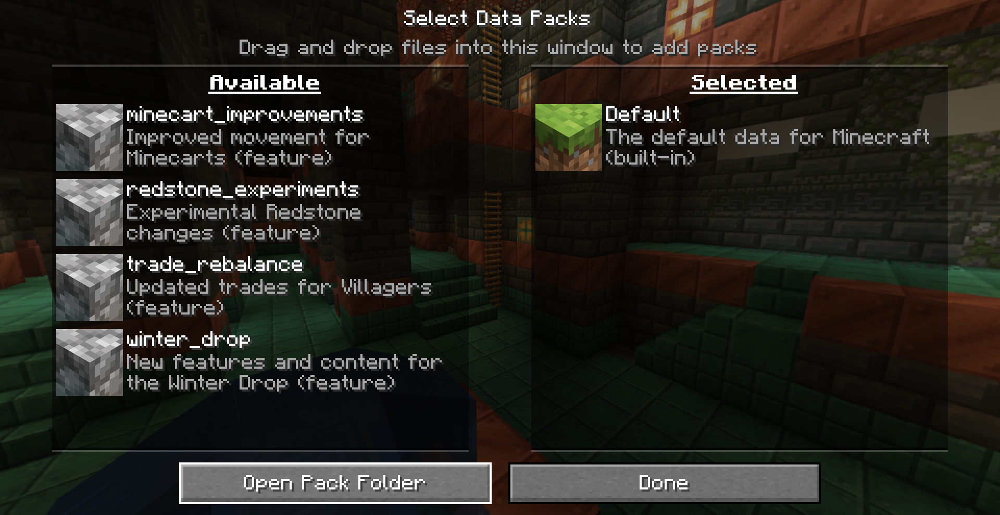 Select Data Packs
Drag and drop files into this window to add packs
Available
minecart_improvements
Improved movement for
Minecarts (feature)
redstone_experiments
Experimental Redstone
changes (feature)
trade_rebalance
Updated trades for Villagers
(feature)
winter_drop
New features and content for
the Winter Drop (feature)
Selected
Default
The default data for Minecraft
(built-in)
Open Pack Folder
Done